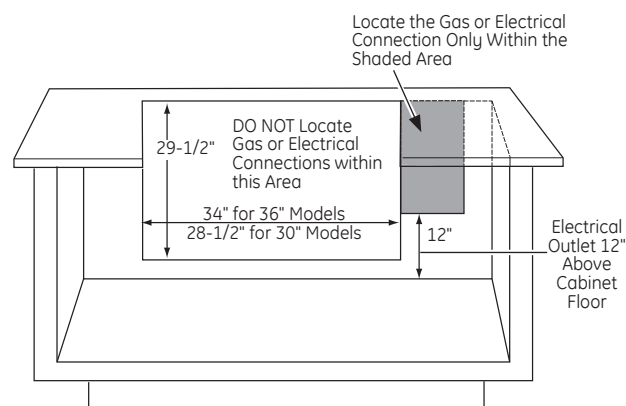 Locate the Gas or Electrical
Connection Only Within the
Shaded Area
29-1/2"
DO NOT Locate
Gas or Electrical
Connections within
this Area
34" for 36" Models
28-1/2" for 30" Models
12"
Electrical
Outlet 12"
Above
Cabinet
Floor